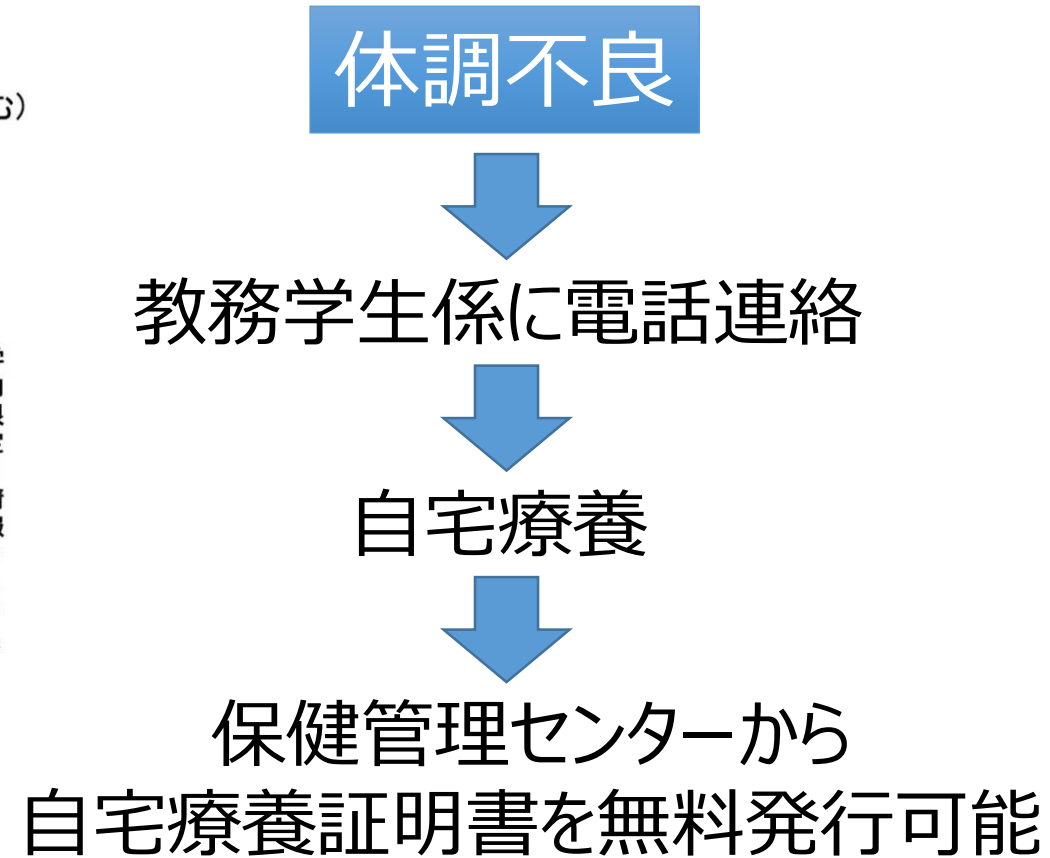 体調不良
む）
教務学生係に電話連絡
自宅療養
保健管理センターから
自宅療養証明書を無料発行可能